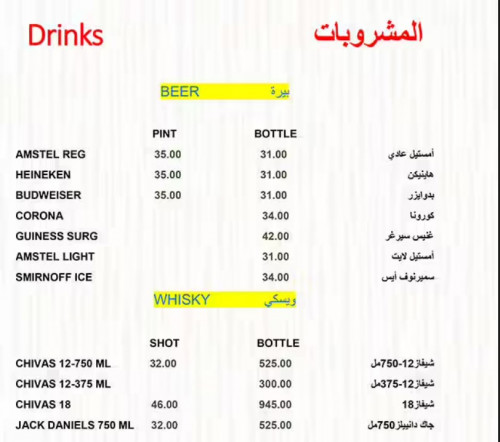 Drinks المشروبات
BEER بيرة
PINT BOTTLE
AMSTEL REG 35.00 31.00 أمستيل عادي
HEINEKEN 35.00 31.00 هاينيكن
BUDWEISER 35.00 31.00 بدوايزر
CORONA 34.00 كورونا
GUINESS SURG 42.00 غنيس سيرغر
AMSTEL LIGHT 31.00 أمستيل لايت
SMIRNOFF ICE 34.00 سميرنوف أيس
WHISKY ويسكي
SHOT BOTTLE
CHIVAS 12-750 ML 32.00 525.00 شيفاز12-750مل
CHIVAS 12-375 ML 300.00 شيفاز12-375مل
CHIVAS 18 46.00 945.00 شيفاز18
JACK DANIELS 750 ML 32.00 525.00 جاك دانييلز750مل